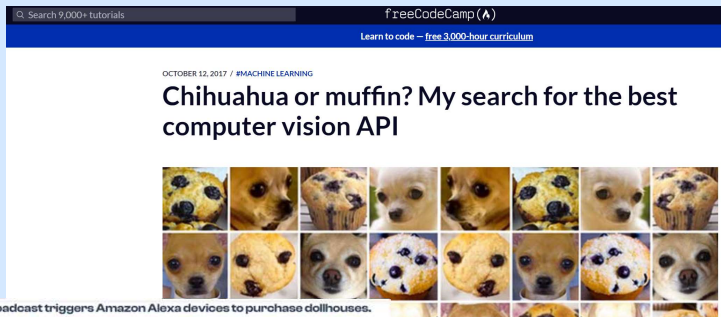 Search 9,000+ tutorials
freeCodeCamp(🔥)
Learn to code — free 3,000-hour curriculum
OCTOBER 12, 2017 / #MACHINE LEARNING
Chihuahua or muffin? My search for the best
computer vision API
triggers Amazon Alexa devices to purchase dollhouses.